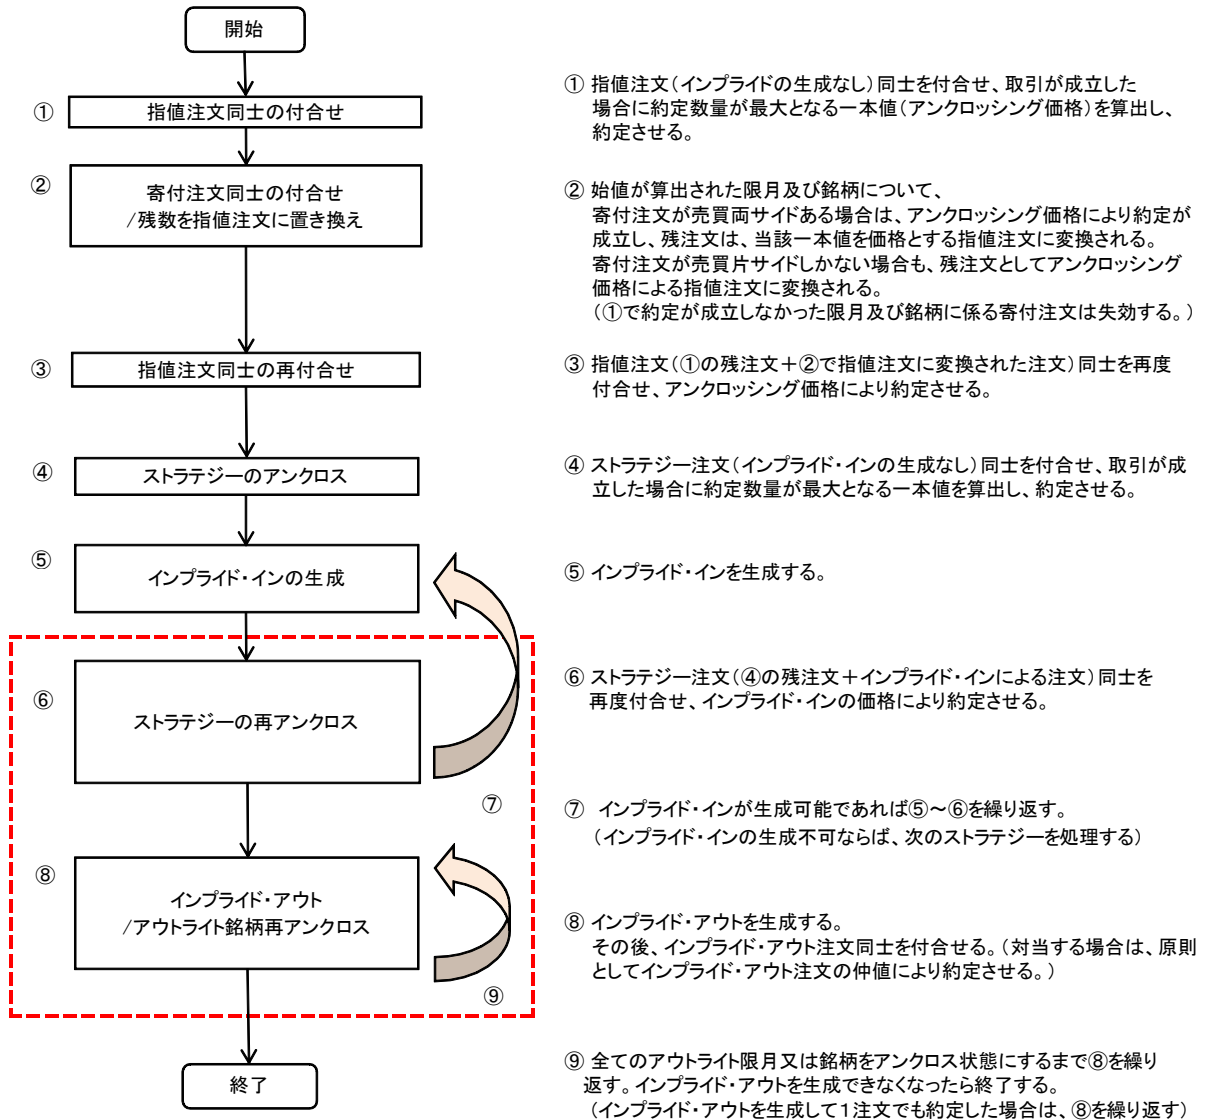 開始
①
指値注文同士の付合せ
① 指値注文(インプライドの生成なし)同士を付合せ、取引が成立した
場合に約定数量が最大となる一本値(アンクロッシング価格)を算出し、
約定させる。
②
寄付注文同士の付合せ
/残数を指値注文に置き換え
② 始値が算出された限月及び銘柄について、
寄付注文が売買両サイドある場合は、アンクロッシング価格により約定が
成立し、残注文は、当該一本値を価格とする指値注文に変換される。
寄付注文が売買片サイドしかない場合も、残注文としてアンクロッシング
価格による指値注文に変換される。
(①で約定が成立しなかった限月及び銘柄に係る寄付注文は失効する。)
③
指値注文同士の再付合せ
③ 指値注文(①の残注文+②で指値注文に変換された注文)同士を再度
付合せ、アンクロッシング価格により約定させる。
④
ストラテジーのアンクロス
④ ストラテジー注文(インプライド・インの生成なし)同士を付合せ、取引が成
立した場合に約定数量が最大となる一本値を算出し、約定させる。
⑤
インプライド・インの生成
⑤ インプライド・インを生成する。
⑥
ストラテジーの再アンクロス
⑥ ストラテジー注文(④の残注文+インプライド・インによる注文)同士を
再度付合せ、インプライド・インの価格により約定させる。
⑦
⑦ インプライド・インが生成可能であれば⑤~⑥を繰り返す。
(インプライド・インの生成不可ならば、次のストラテジーを処理する)
⑧
インプライド・アウト
/アウトライト銘柄再アンクロス
⑧ インプライド・アウトを生成する。
その後、インプライド・アウト注文同士を付合せる。(対当する場合は、原則
としてインプライド・アウト注文の仲値により約定させる。)
⑨
終了
⑨ 全てのアウトライト限月又は銘柄をアンクロス状態にするまで⑧を繰り
返す。インプライド・アウトを生成できなくなったら終了する。
(インプライド・アウトを生成して1注文でも約定した場合は、⑧を繰り返す)